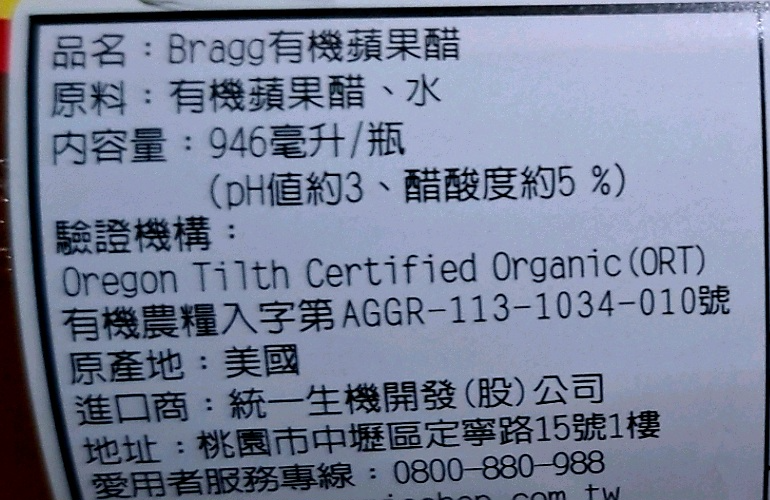 品名：Bragg有機蘋果醋
原料：有機蘋果醋、水
內容量：946毫升/瓶
(pH值約3、醋酸度約5 %)
驗證機構：
Oregon Tilth Certified Organic(ORT)
有機農糧入字第AGGR-113-1034-010號
原產地：美國
進口商：統一生機開發(股)公司
地址：桃園市中壢區定寧路15號1樓
愛用者服務專線：0800-880-988